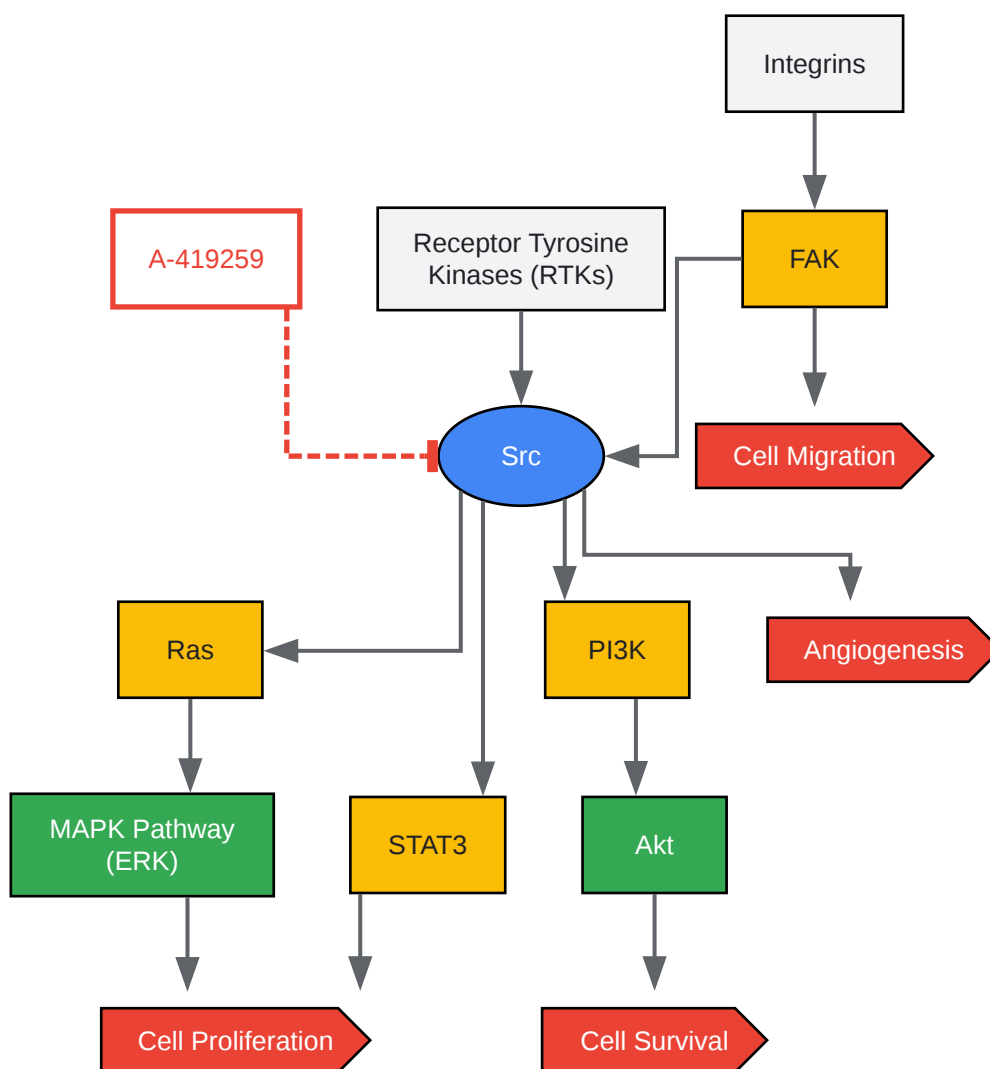 Integrins
A-419259
Receptor Tyrosine
Kinases (RTKs)
FAK
Src
Cell Migration
Ras
PI3K
Angiogenesis
MAPK Pathway
(ERK)
STAT3
Akt
Cell Proliferation
Cell Survival